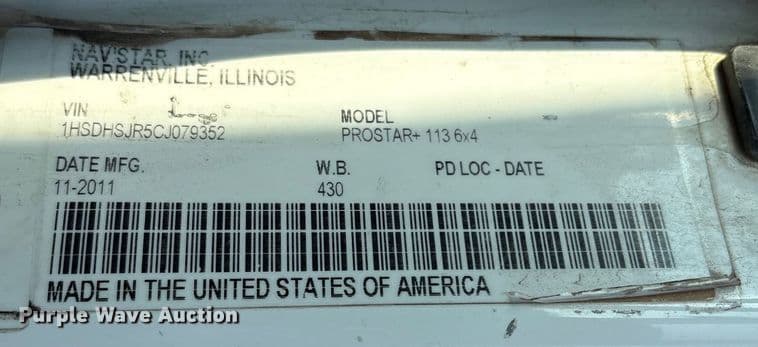 NAVISTAR, INC.
WARRENVILLE, ILLINOIS
VIN
1HSDHSJR5CJ079352
MODEL
PROSTAR+ 113 6x4
DATE MFG.
11-2011
W.B.
430
PD LOC - DATE
MADE IN THE UNITED STATES OF AMERICA
Purple Wave Auction